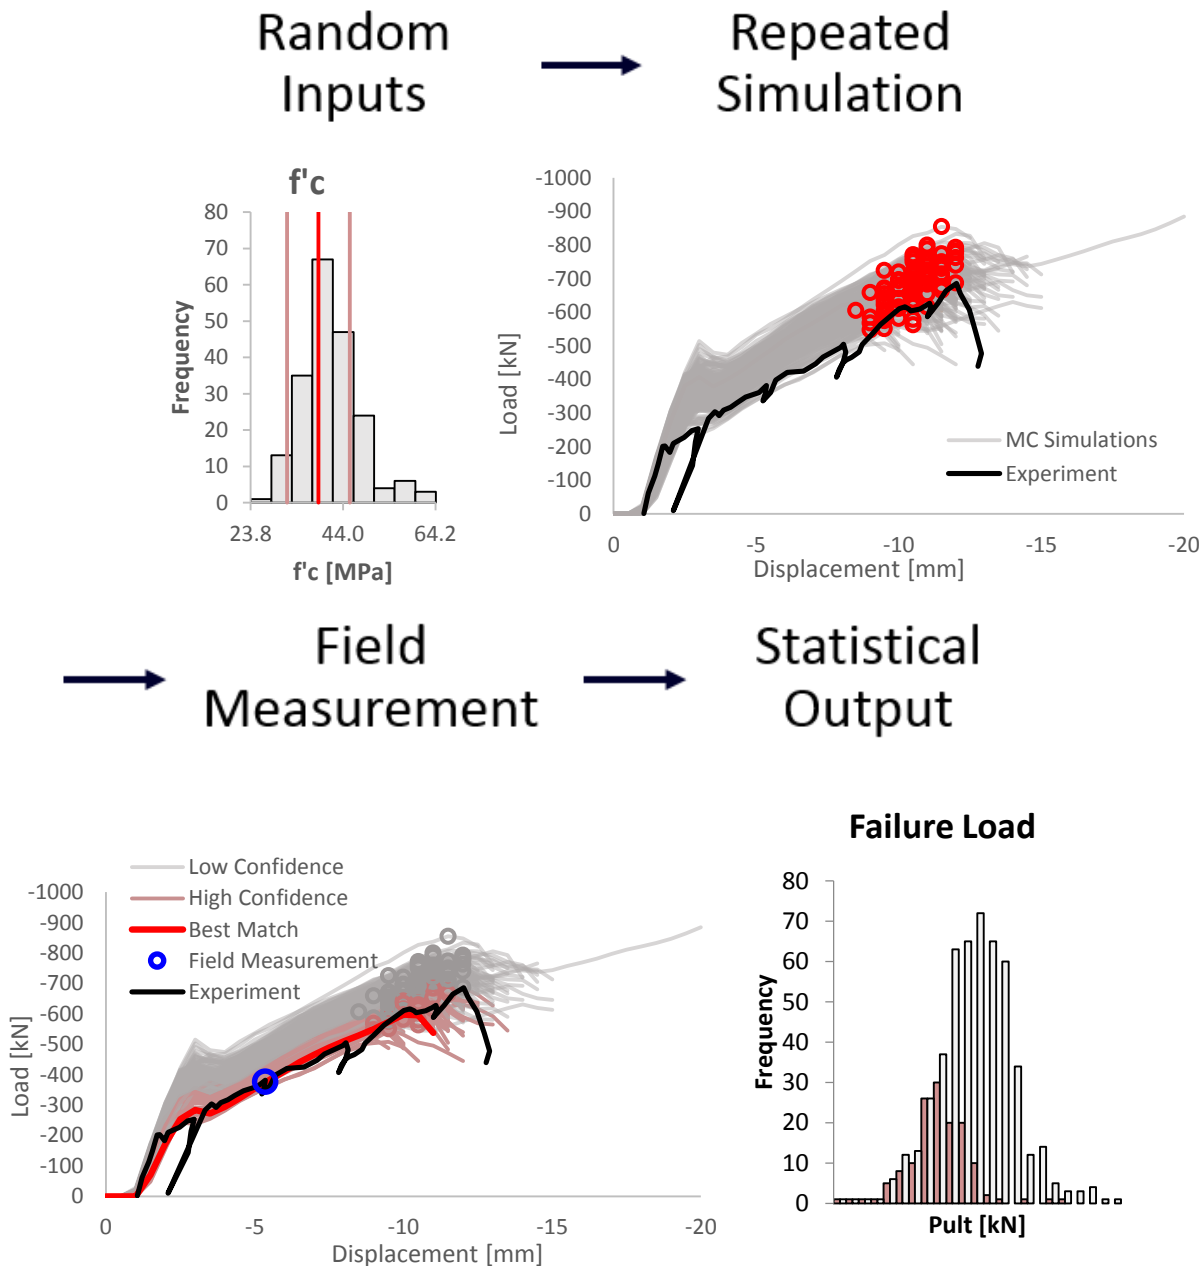 Random
Inputs
Repeated
Simulation
f'c
80
70
60
50
40
30
20
10
0
Frequency
23.8
44.0
64.2
f'c [MPa]
-1000
-900
-800
-700
-600
-500
-400
-300
-200
-100
0
Load [kN]
MC Simulations
Experiment
0
-5
-10
-15
-20
Displacement [mm]
Field
Measurement
Statistical
Output
Low Confidence
High Confidence
Best Match
Field Measurement
Experiment
-1000
-900
-800
-700
-600
-500
-400
-300
-200
-100
0
Load [kN]
0
-5
-10
-15
-20
Displacement [mm]
Failure Load
80
70
60
50
40
30
20
10
0
Frequency
Pult [kN]